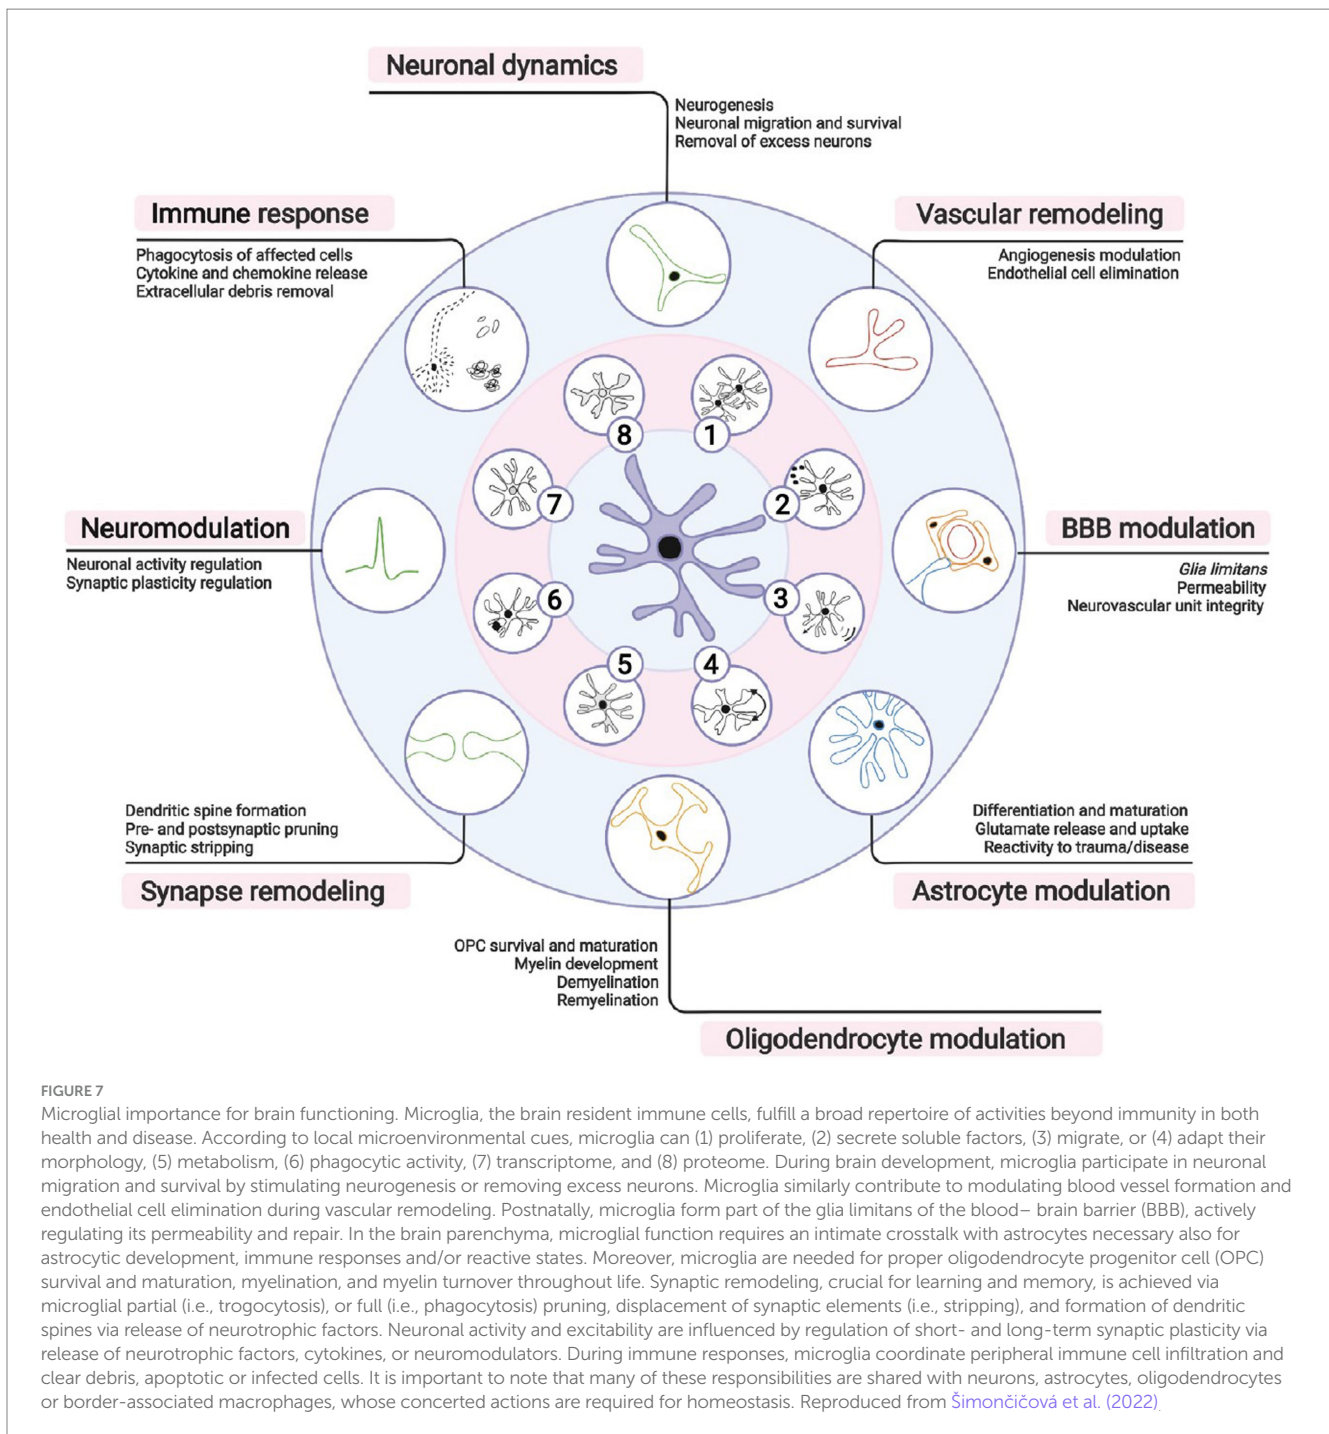 Neuronal dynamics
Neurogenesis
Neuronal migration and survival
Removal of excess neurons
Immune response
Phagocytosis of affected cells
Cytokine and chemokine release
Extracellular debris removal
Vascular remodeling
Angiogenesis modulation
Endothelial cell elimination
8
1
7
2
Neuromodulation
Neuronal activity regulation
Synaptic plasticity regulation
BBB modulation
Glia limitans
Permeability
Neurovascular unit integrity
6
3
5
4
Dendritic spine formation
Pre- and postsynaptic pruning
Synaptic stripping
Synapse remodeling
Differentiation and maturation
Glutamate release and uptake
Reactivity to trauma/disease
Astrocyte modulation
OPC survival and maturation
Myelin development
Demyelination
Remyelination
Oligodendrocyte modulation
FIGURE 7
Microglial importance for brain functioning. Microglia, the brain resident immune cells, fulfill a broad repertoire of activities beyond immunity in both
health and disease. According to local microenvironmental cues, microglia can (1) proliferate, (2) secrete soluble factors, (3) migrate, or (4) adapt their
morphology, (5) metabolism, (6) phagocytic activity, (7) transcriptome, and (8) proteome. During brain development, microglia participate in neuronal
migration and survival by stimulating neurogenesis or removing excess neurons. Microglia similarly contribute to modulating blood vessel formation and
endothelial cell elimination during vascular remodeling. Postnatally, microglia form part of the glia limitans of the blood– brain barrier (BBB), actively
regulating its permeability and repair. In the brain parenchyma, microglial function requires an intimate crosstalk with astrocytes necessary also for
astrocytic development, immune responses and/or reactive states. Moreover, microglia are needed for proper oligodendrocyte progenitor cell (OPC)
survival and maturation, myelination, and myelin turnover throughout life. Synaptic remodeling, crucial for learning and memory, is achieved via
microglial partial (i.e., trogocytosis), or full (i.e., phagocytosis) pruning, displacement of synaptic elements (i.e., stripping), and formation of dendritic
spines via release of neurotrophic factors. Neuronal activity and excitability are influenced by regulation of short- and long-term synaptic plasticity via
release of neurotrophic factors, cytokines, or neuromodulators. During immune responses, microglia coordinate peripheral immune cell infiltration and
clear debris, apoptotic or infected cells. It is important to note that many of these responsibilities are shared with neurons, astrocytes, oligodendrocytes
or border-associated macrophages, whose concerted actions are required for homeostasis. Reproduced from Šimončičová et al. (2022).